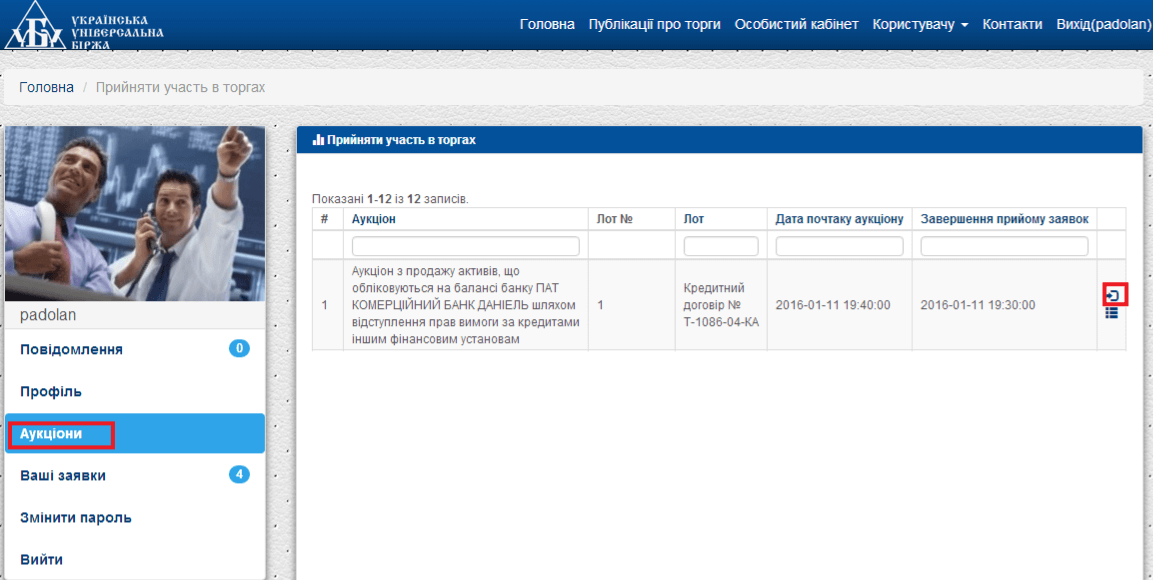 УКРАЇНСЬКА
УНІВЕРСАЛЬНА
БІРЖА
УБ
Головна Публікації про торги Особистий кабінет Користувачу Контакти Вихід(padolan)
Головна / Прийняти участь в торгах
Прийняти участь в торгах
padolan
Повідомлення 0
Профіль
Аукціони
Ваші заявки 4
Змінити пароль
Вийти
Показані 1-12 із 12 записів.
# Аукціон Лот № Лот Дата почтаку аукціону Завершення прийому заявок
Аукціон з продажу активів, що
обліковуються на балансі банку ПАТ
1 КОМЕРЦІЙНИЙ БАНК ДАНІЕЛЬ шляхом
відступлення прав вимоги за кредитами
іншим фінансовим установам
1
Кредитний
договір №
Т-1086-04-КА
2016-01-11 19:40:00
2016-01-11 19:30:00